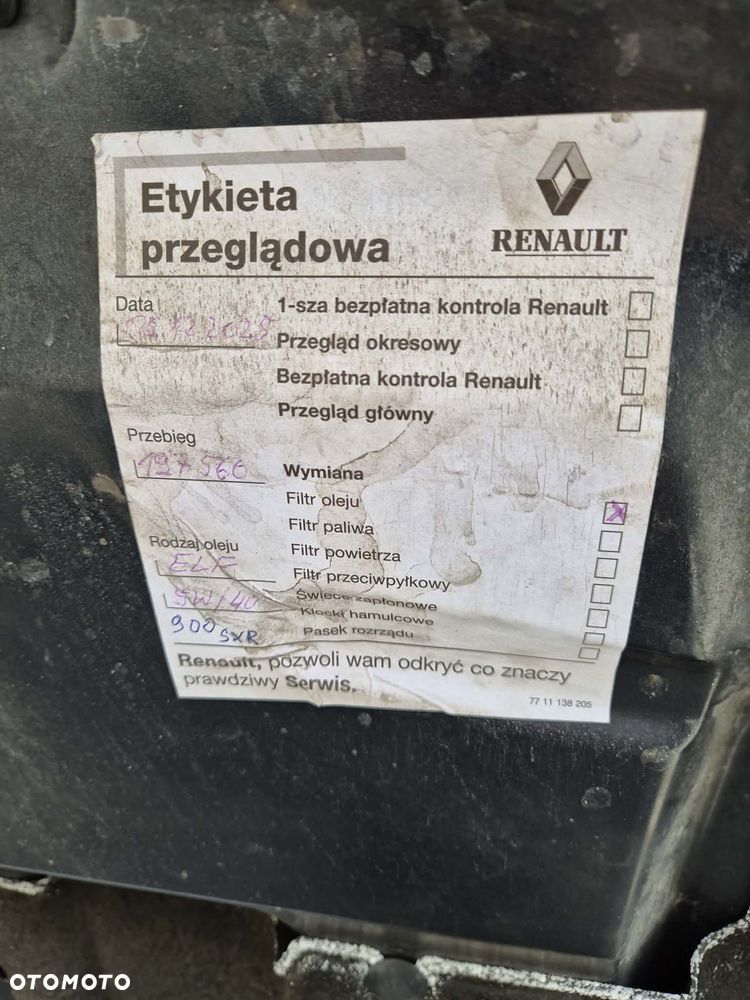 Etykieta
przeglądowa
RENAULT
Data
1-sza bezpłatna kontrola Renault
Przegląd okresowy
Bezpłatna kontrola Renault
Przegląd główny
Przebieg
197 560
Wymiana
Filtr oleju
Filtr paliwa
Filtr powietrza
Filtr przeciwpyłkowy
Świece zapłonowe
Klocki hamulcowe
Pasek rozrządu
Rodzaj oleju
ELF
5W/40
900 SXR
Renault, pozwoli wam odkryć co znaczy
prawdziwy Serwis.
77 11 138 205
OTOMOTO